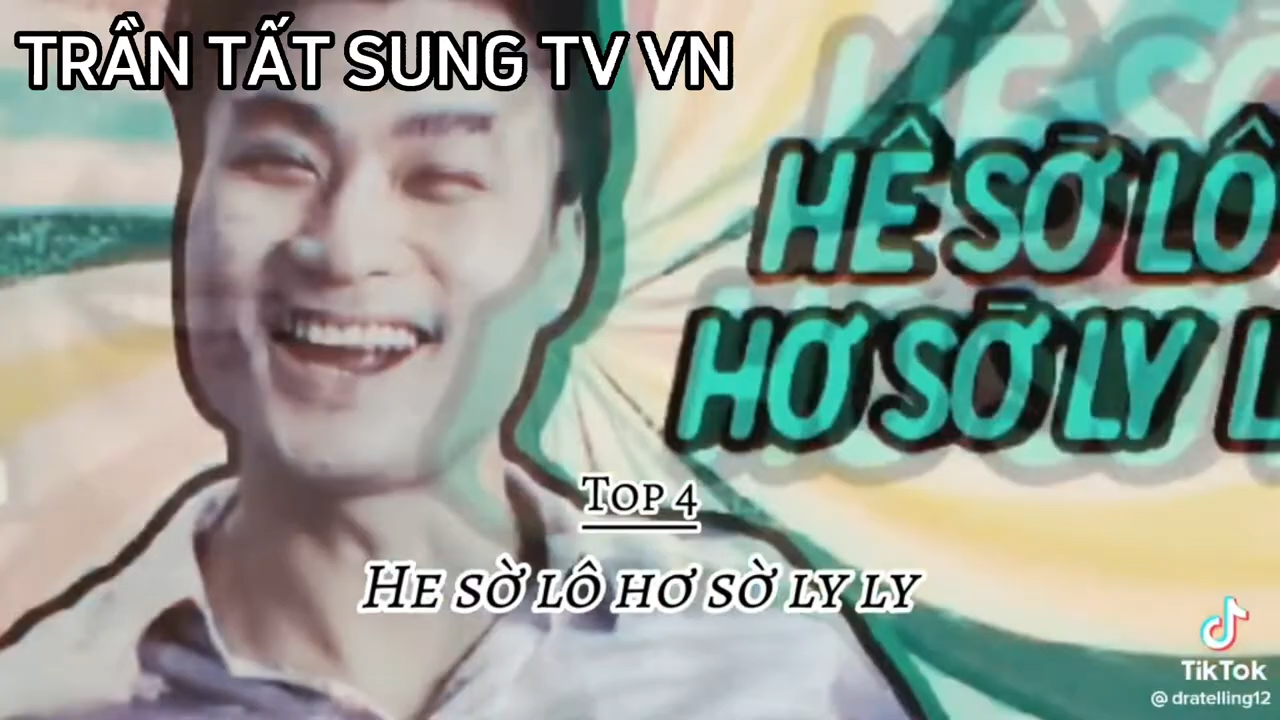 TRẦN TẤT SUNG TV VN
HÊ SỜ LÔ
HƠ SỜ LY L
TOP 4
HE SỜ LÔ HƠ SỜ LY LY
TikTok
@ dratelling12